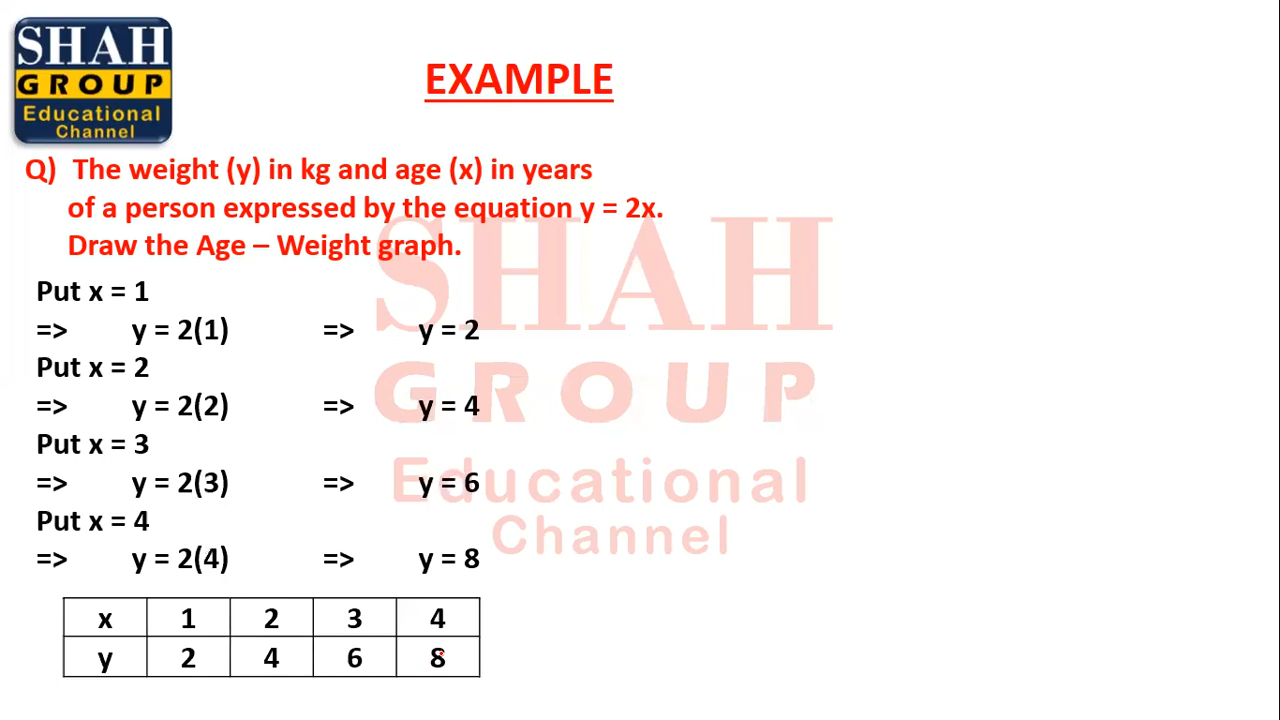 SHAH
GROUP
Educational
Channel
EXAMPLE
Q) The weight (y) in kg and age (x) in years
of a person expressed by the equation y = 2x.
Draw the Age – Weight graph.
Put x = 1
=> y = 2(1) => y = 2
Put x = 2
=> y = 2(2) => y = 4
Put x = 3
=> y = 2(3) => y = 6
Put x = 4
=> y = 2(4) => y = 8
x 1 2 3 4
y 2 4 6 8
SHAH
GROUP
Educational
Channel